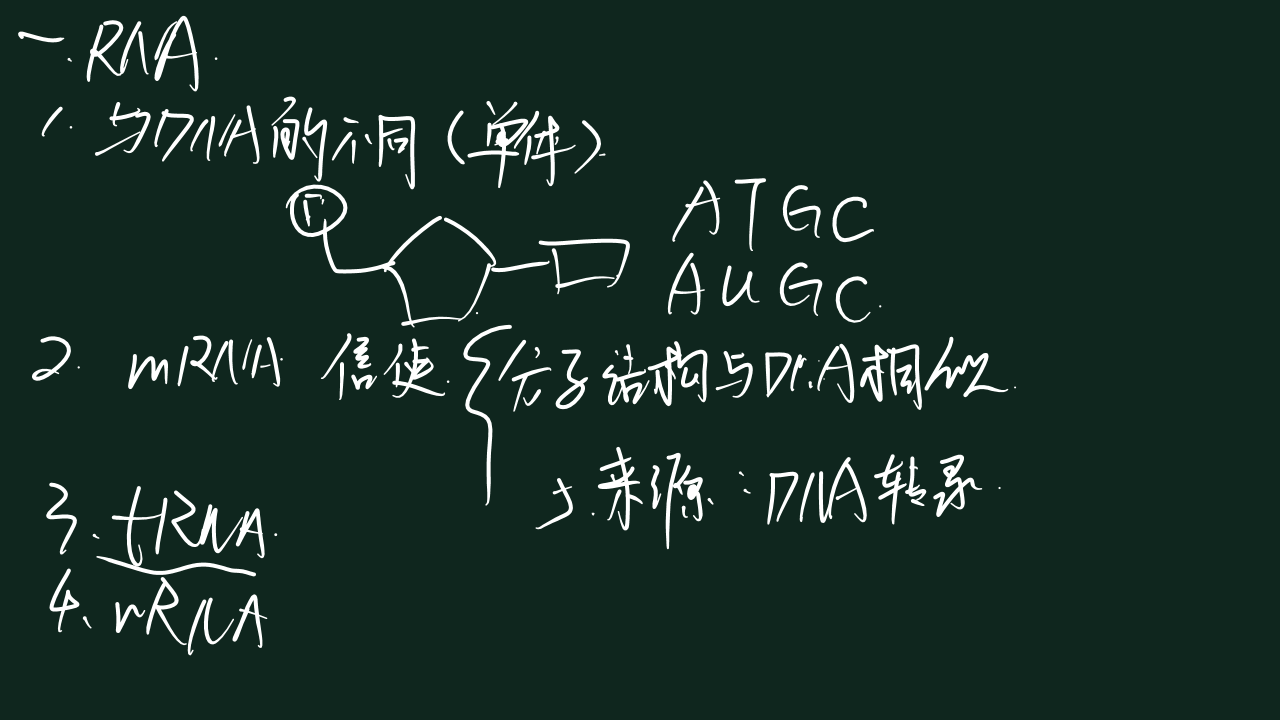 一.RNA.
1. 与DNA的不同（单体）
P
ATGC
AUGC.
2. mRNA 信使. 分子结构与DNA相似.
5.来源：DNA转录.
3. tRNA.
4、rRNA